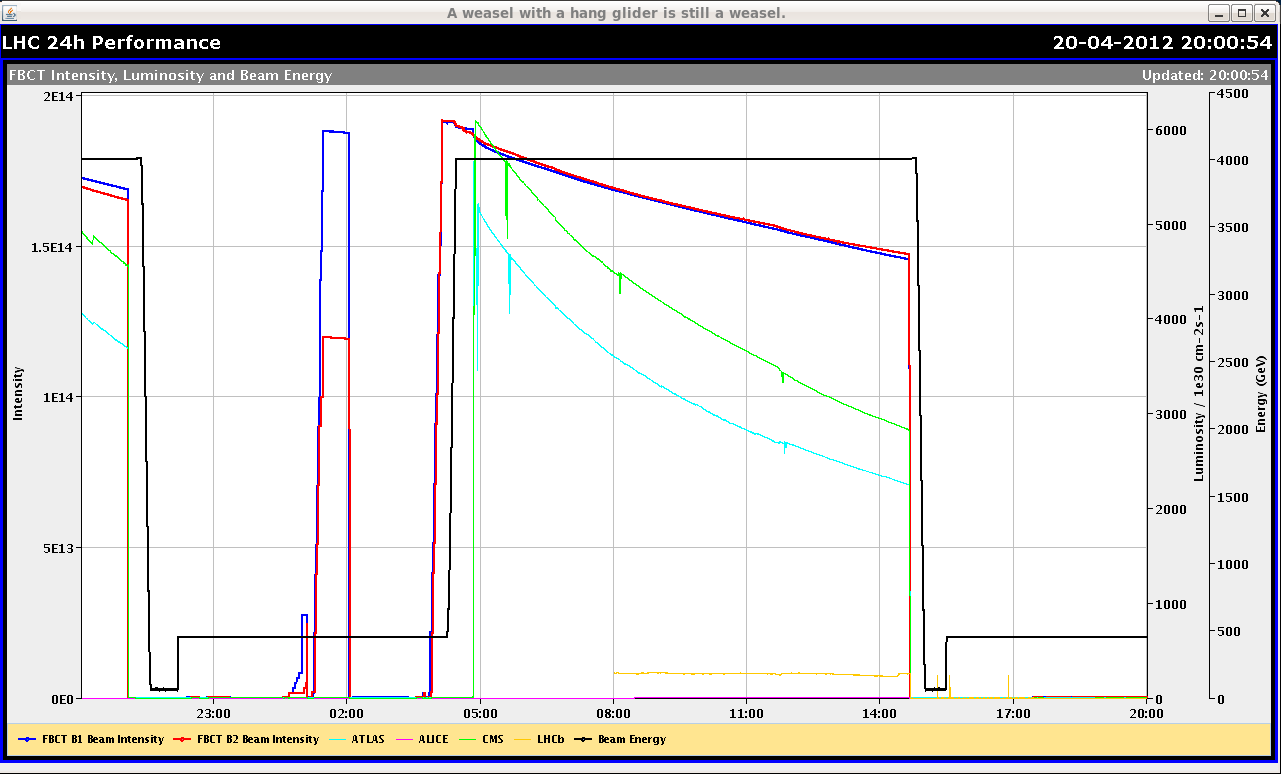 A weasel with a hang glider is still a weasel.
LHC 24h Performance 20-04-2012 20:00:54
FBCT Intensity, Luminosity and Beam Energy Updated: 20:00:54
2E14
1.5E14
1E14
5E13
0E0
Intensity
6000
5000
4000
3000
2000
1000
0
Luminosity / 1e30 cm-2s-1
4500
4000
3500
3000
2500
2000
1500
1000
500
0
Energy (GeV)
23:00 02:00 05:00 08:00 11:00 14:00 17:00 20:00
FBCT B1 Beam Intensity FBCT B2 Beam Intensity ATLAS ALICE CMS LHCb Beam Energy